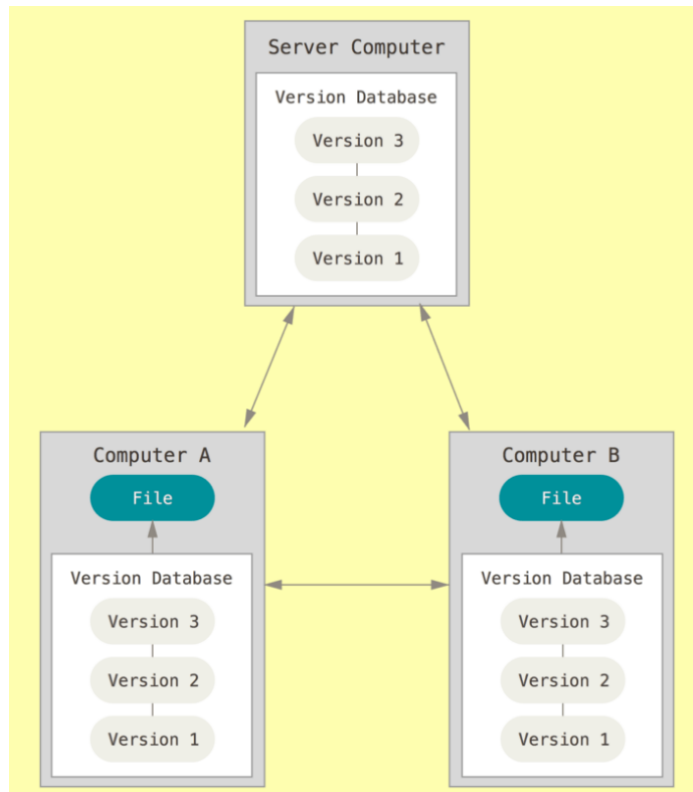 Server Computer
Version Database
Version 3
Version 2
Version 1
Computer A
File
Version Database
Version 3
Version 2
Version 1
Computer B
File
Version Database
Version 3
Version 2
Version 1